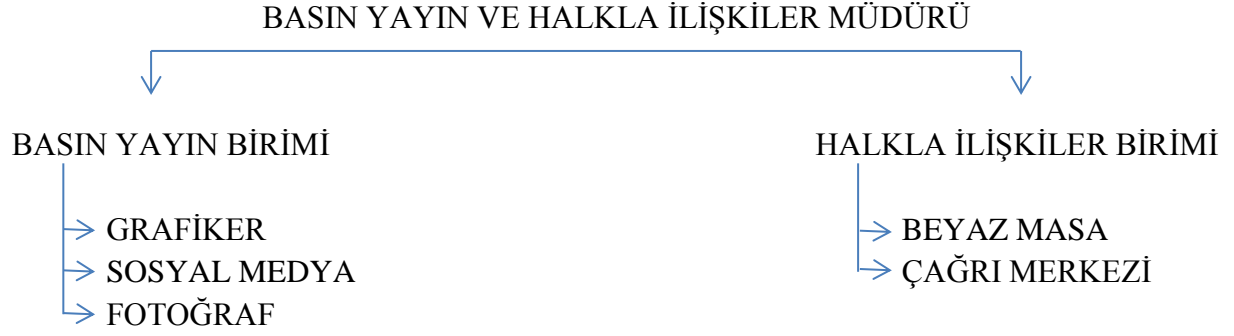 BASIN YAYIN VE HALKLA İLİŞKİLER MÜDÜRÜ
BASIN YAYIN BİRİMİ
GRAFİKER
SOSYAL MEDYA
FOTOĞRAF
HALKLA İLİŞKİLER BİRİMİ
BEYAZ MASA
ÇAĞRI MERKEZİ